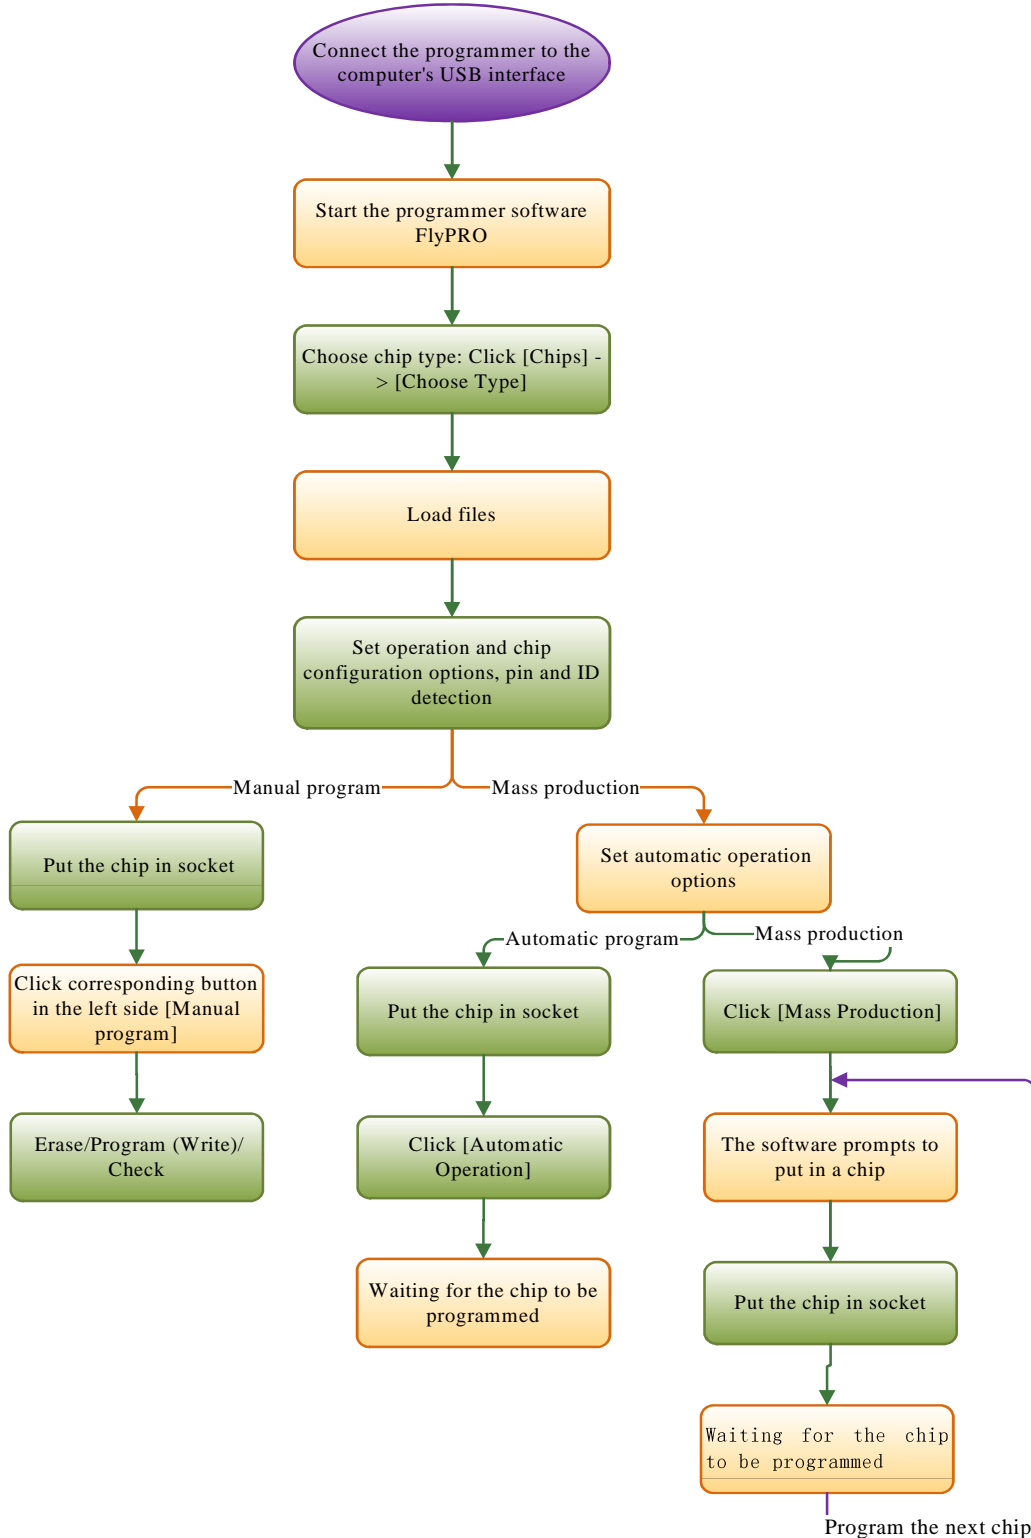 Connect the programmer to the
computer's USB interface
Start the programmer software
FlyPRO
Choose chip type: Click [Chips] -
> [Choose Type]
Load files
Set operation and chip
configuration options, pin and ID
detection
Manual program
Mass production
Put the chip in socket
Set automatic operation
options
Automatic program
Mass production
Click corresponding button
in the left side [Manual
program]
Put the chip in socket
Click [Mass Production]
Erase/Program (Write)/
Check
Click [Automatic
Operation]
The software prompts to
put in a chip
Waiting for the chip to be
programmed
Put the chip in socket
Waiting for the chip
to be programmed
Program the next chip